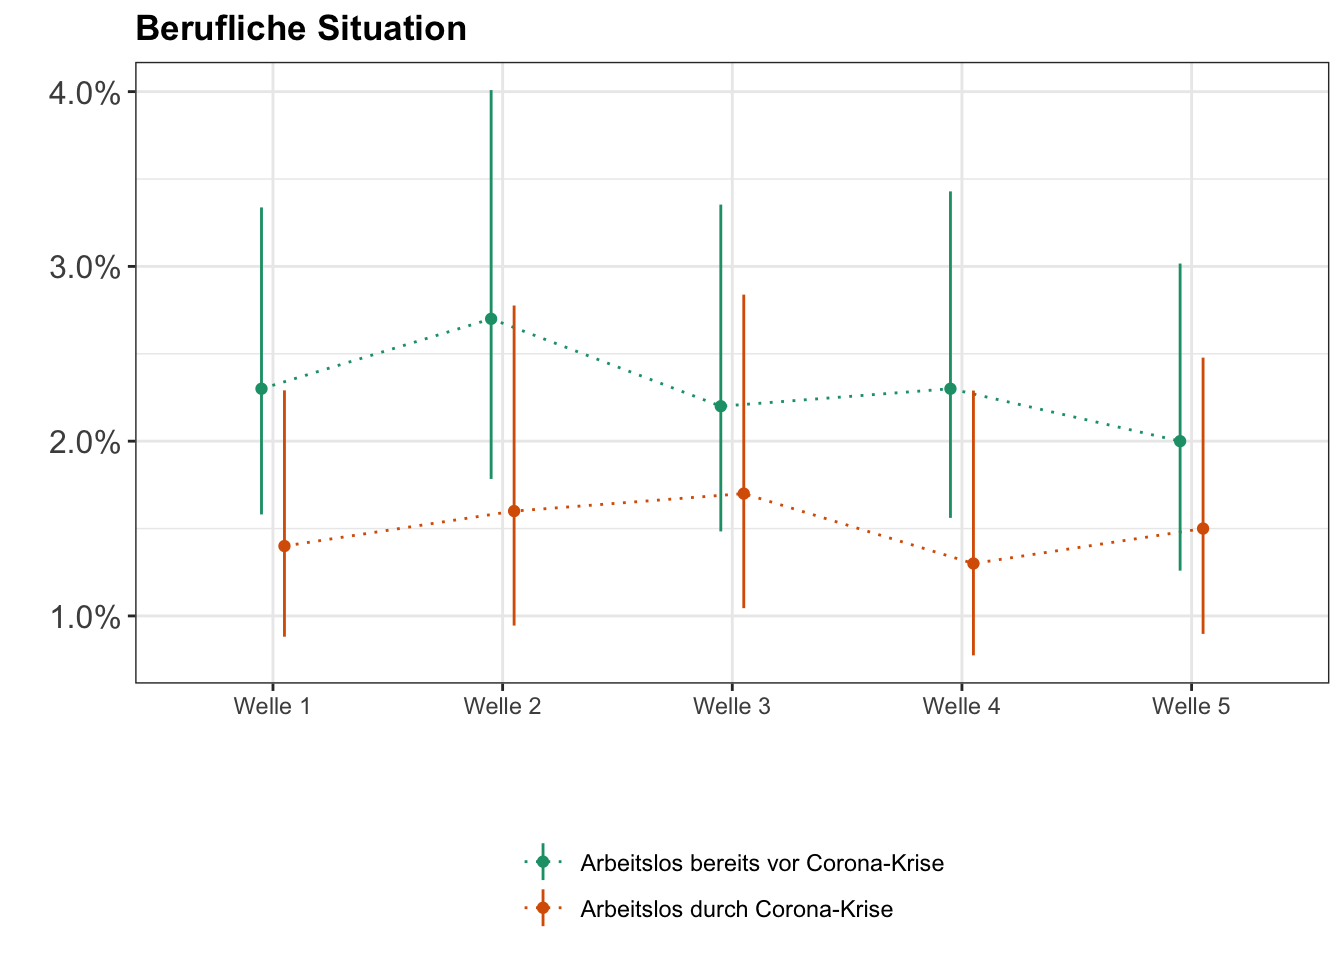 Berufliche Situation
4.0%
3.0%
2.0%
1.0%
Welle 1 Welle 2 Welle 3 Welle 4 Welle 5
Arbeitslos bereits vor Corona-Krise
Arbeitslos durch Corona-Krise